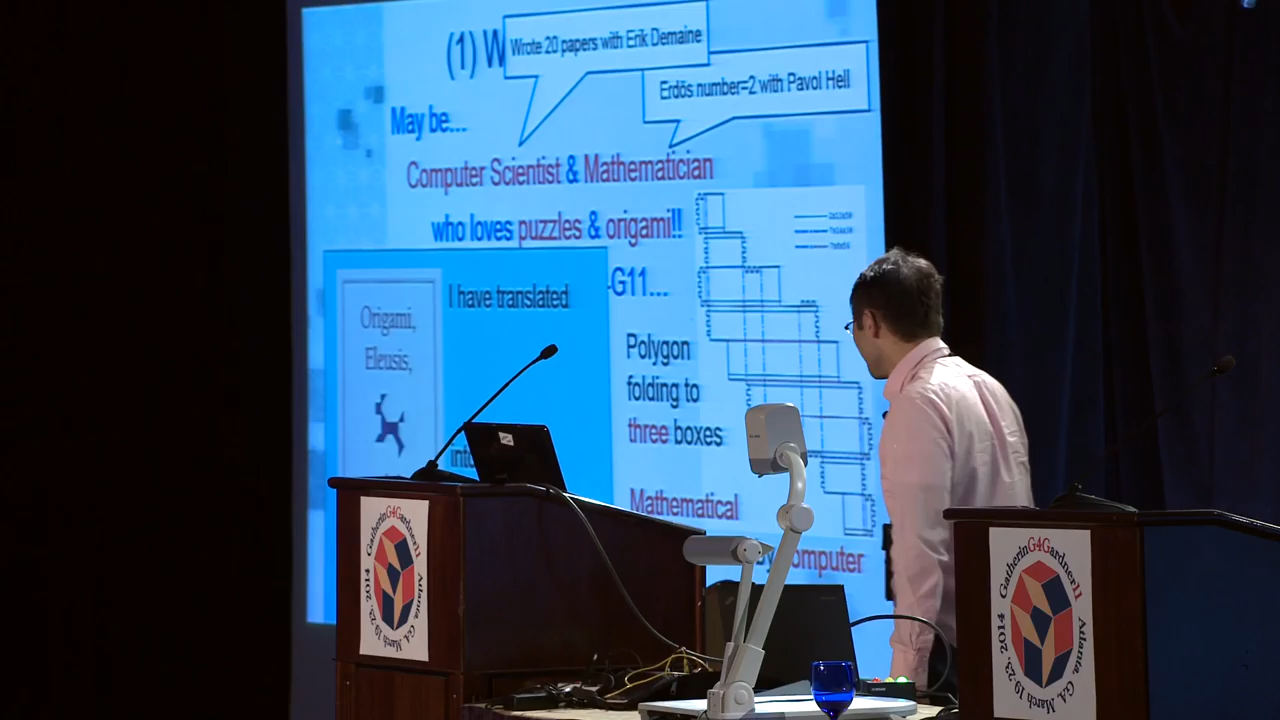 (1) W
Wrote 20 papers with Erik Demaine
Erdös number=2 with Pavol Hell
May be...
Computer Scientist & Mathematician
who loves puzzles & origami!!
-G11...
I have translated
Origami,
Eleusis,
into
Polygon
folding to
three boxes
Mathematical
by computer
GatherinG4Gardner11
Atlanta, GA, March 19-23, 2014
GatherinG4Gardner11
Atlanta, GA, March 19-23, 2014